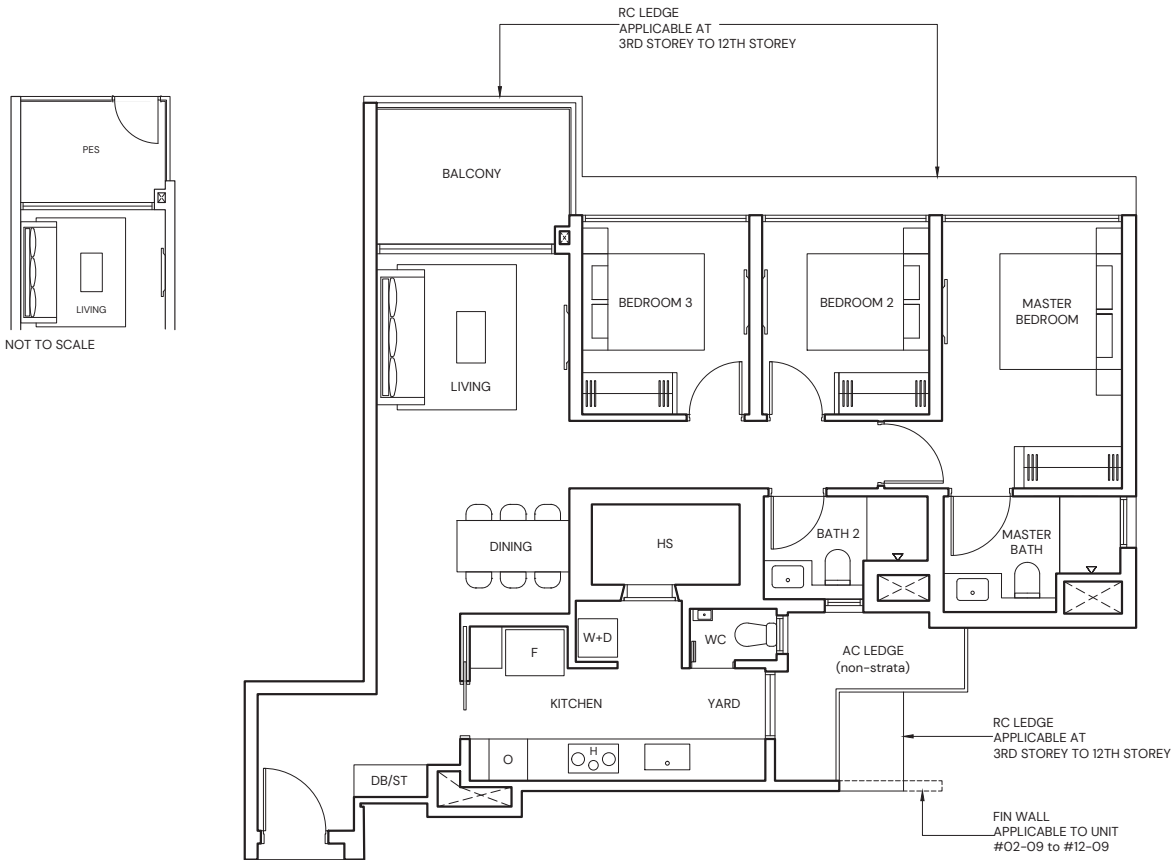 RC LEDGE
APPLICABLE AT
3RD STOREY TO 12TH STOREY
PES
LIVING
NOT TO SCALE
BALCONY
BEDROOM 3
BEDROOM 2
MASTER
BEDROOM
LIVING
DINING
HS
BATH 2
MASTER
BATH
W+D
WC
F
AC LEDGE
(non-strata)
KITCHEN
YARD
RC LEDGE
APPLICABLE AT
3RD STOREY TO 12TH STOREY
O
H
DB/ST
FIN WALL
APPLICABLE TO UNIT
#02-09 to #12-09